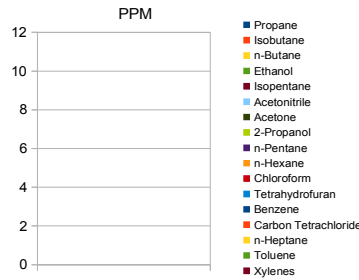 PPM
12
10
8
6
4
2
0
Propane
Isobutane
n-Butane
Ethanol
Isopentane
Acetonitrile
Acetone
2-Propanol
n-Pentane
n-Hexane
Chloroform
Tetrahydrofuran
Benzene
Carbon Tetrachloride
n-Heptane
Toluene
Xylenes